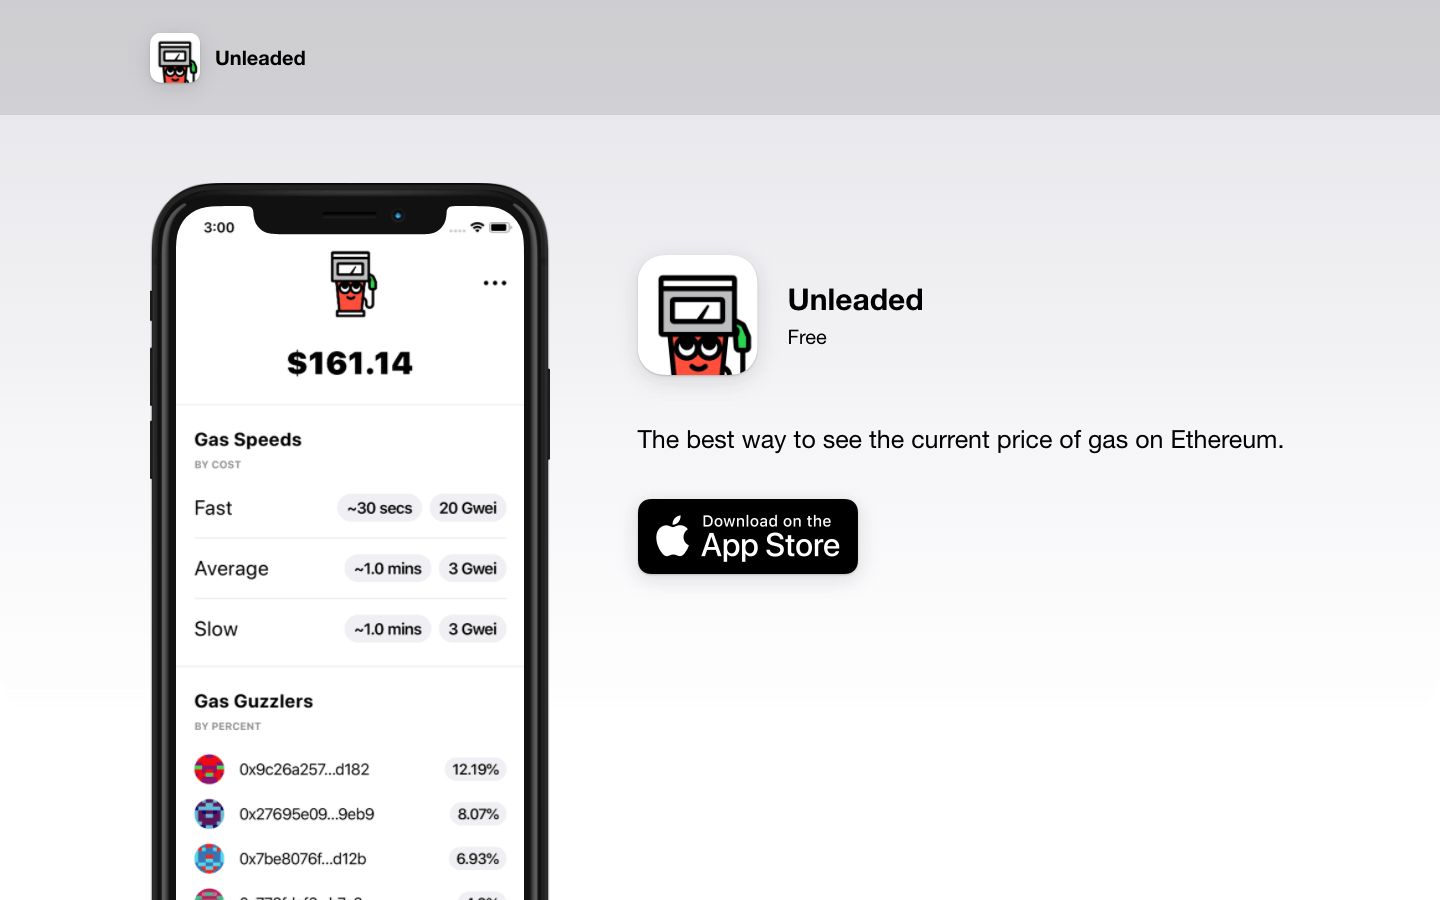 Unleaded
3:00
$161.14
Gas Speeds
BY COST
Fast ~30 secs 20 Gwei
Average ~1.0 mins 3 Gwei
Slow ~1.0 mins 3 Gwei
Gas Guzzlers
BY PERCENT
0x9c26a257...d182 12.19%
0x27695e09...9eb9 8.07%
0x7be8076f...d12b 6.93%
Unleaded
Free
The best way to see the current price of gas on Ethereum.
Download on the
App Store